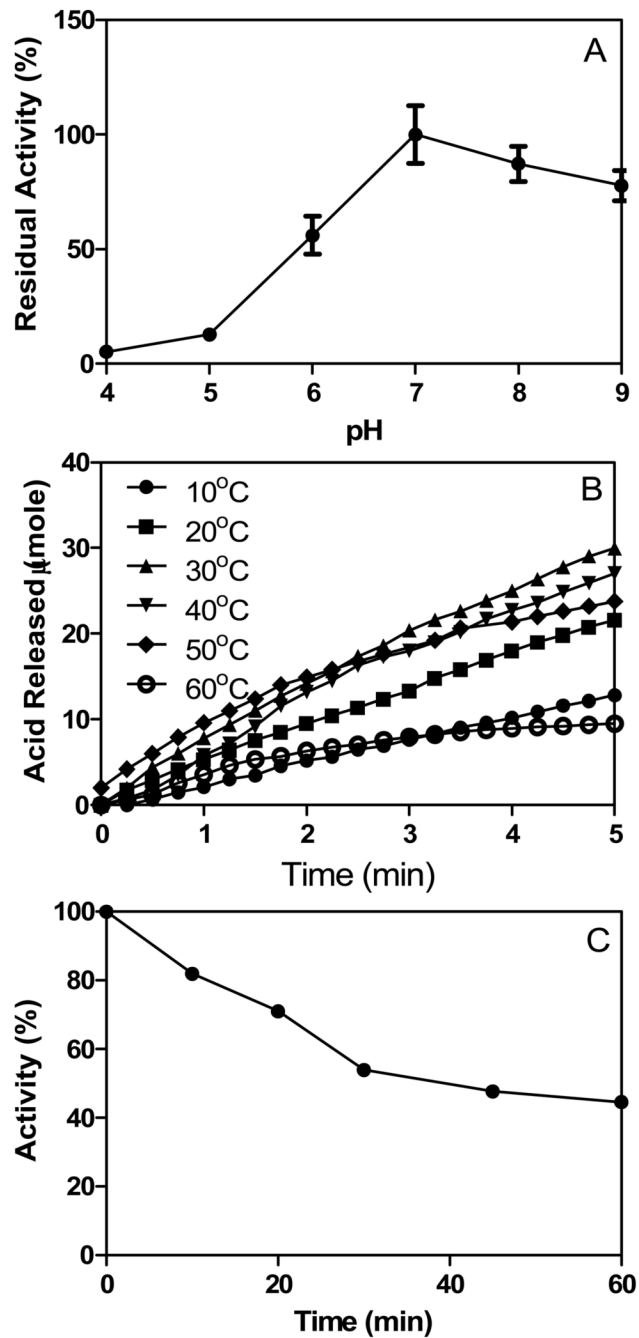 A
Residual Activity (%)
150
100
50
0
4 5 6 7 8 9
pH
B
Acid Released μmole)
40
30
20
10
0
10°C
20°C
30°C
40°C
50°C
60°C
0 1 2 3 4 5
Time (min)
C
Activity (%)
100
80
60
40
20
0
0 20 40 60
Time (min)